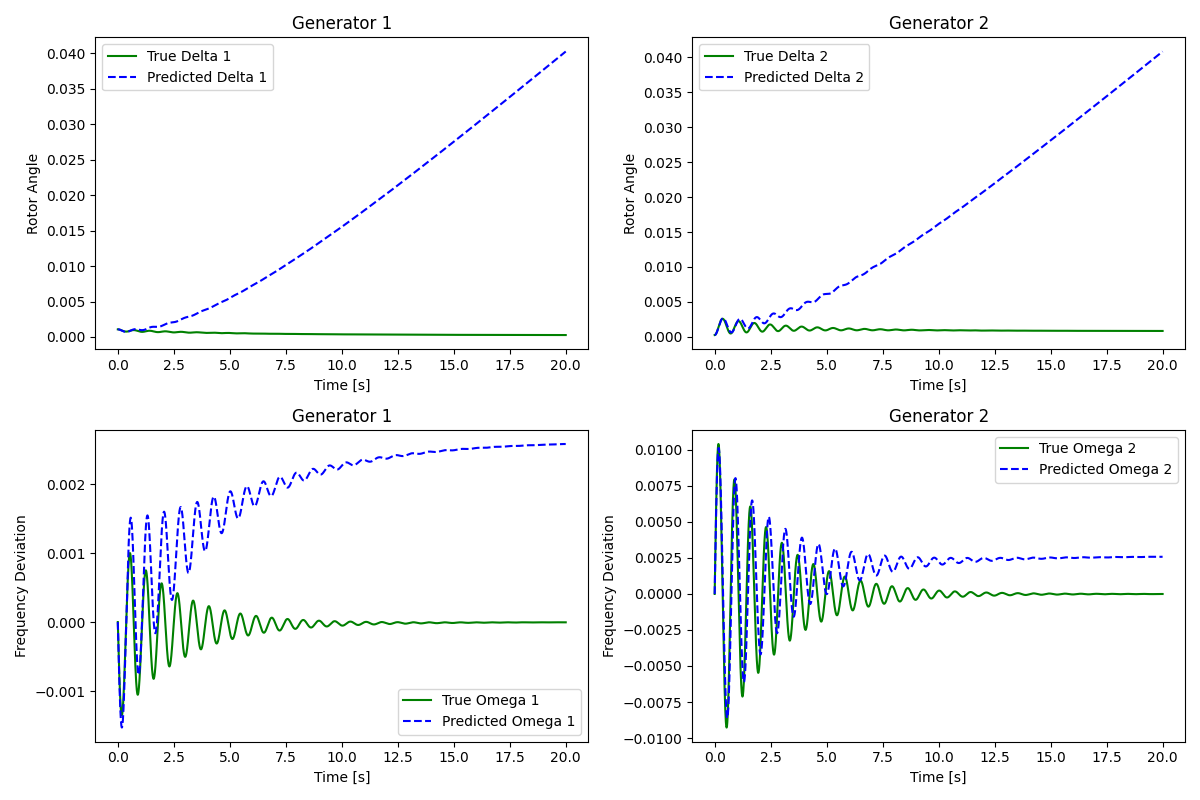 Generator 1
True Delta 1
Predicted Delta 1
Rotor Angle
0.040
0.035
0.030
0.025
0.020
0.015
0.010
0.005
0.000
0.0 2.5 5.0 7.5 10.0 12.5 15.0 17.5 20.0
Time [s]
Generator 2
True Delta 2
Predicted Delta 2
Rotor Angle
0.040
0.035
0.030
0.025
0.020
0.015
0.010
0.005
0.000
0.0 2.5 5.0 7.5 10.0 12.5 15.0 17.5 20.0
Time [s]
Generator 1
Frequency Deviation
0.002
0.001
0.000
−0.001
True Omega 1
Predicted Omega 1
0.0 2.5 5.0 7.5 10.0 12.5 15.0 17.5 20.0
Time [s]
Generator 2
True Omega 2
Predicted Omega 2
Frequency Deviation
0.0100
0.0075
0.0050
0.0025
0.0000
−0.0025
−0.0050
−0.0075
−0.0100
0.0 2.5 5.0 7.5 10.0 12.5 15.0 17.5 20.0
Time [s]